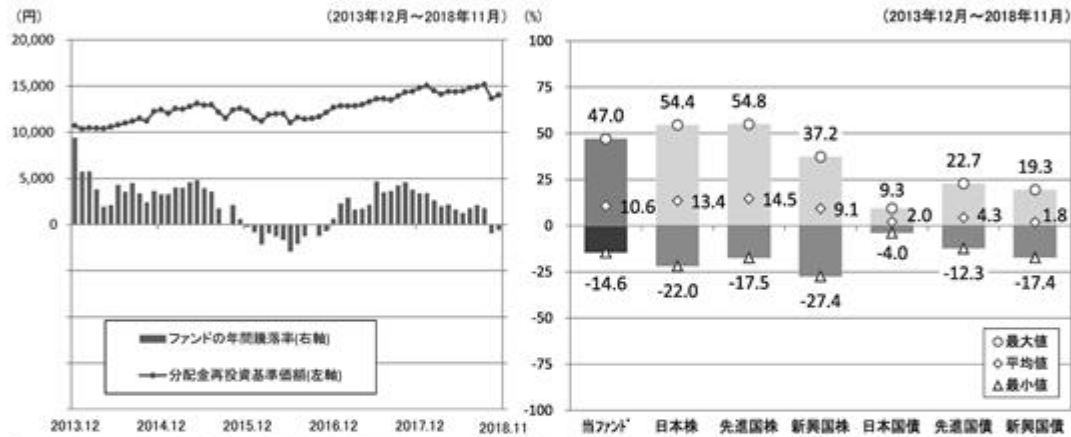 (円)
(2013年12月～2018年11月)
20,000
15,000
10,000
5,000
0
ファンドの年間騰落率(右軸)
分配金再投資基準価額(左軸)
2013.12 2014.12 2015.12 2016.12 2017.12 2018.11
(%)
(2013年12月～2018年11月)
100
75
50
25
0
-25
-50
-75
-100
47.0 54.4 54.8 37.2 9.3 22.7 19.3
10.6 13.4 14.5 9.1 2.0 4.3 1.8
-14.6 -22.0 -17.5 -27.4 -4.0 -12.3 -17.4
最大値
平均値
最小値
当ファンド 日本株 先進国株 新興国株 日本国債 先進国債 新興国債